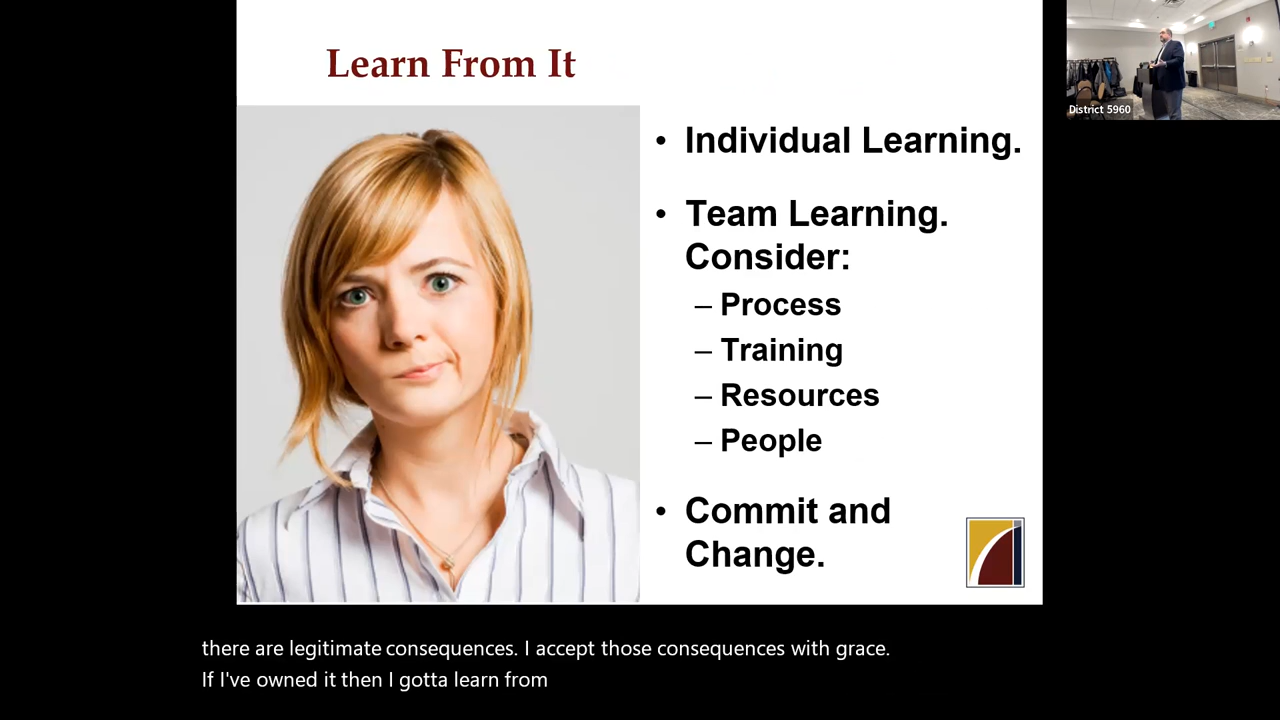 Learn From It
• Individual Learning.
• Team Learning.
Consider:
– Process
– Training
– Resources
– People
• Commit and
Change.
District 5960
there are legitimate consequences. I accept those consequences with grace.
If I've owned it then I gotta learn from